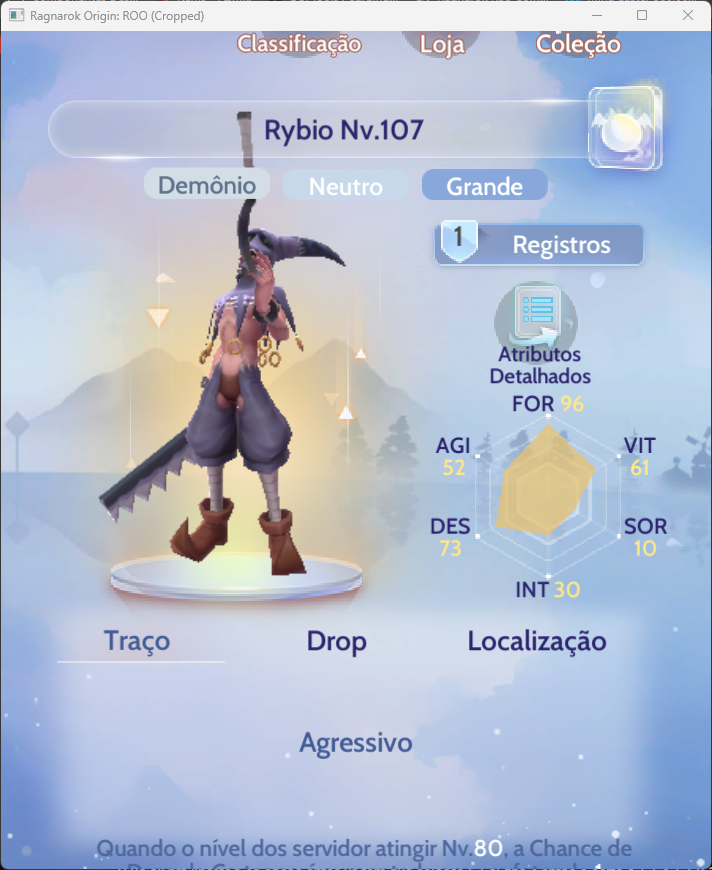 Ragnarok Origin: ROO (Cropped)
Classificação
Loja
Coleção
Rybio Nv.107
Demônio
Neutro
Grande
1
Registros
Atributos
Detalhados
FOR 96
AGI
52
VIT
61
DES
73
SOR
10
INT 30
Traço
Drop
Localização
Agressivo
Quando o nível dos servidor atingir Nv.80, a Chance de